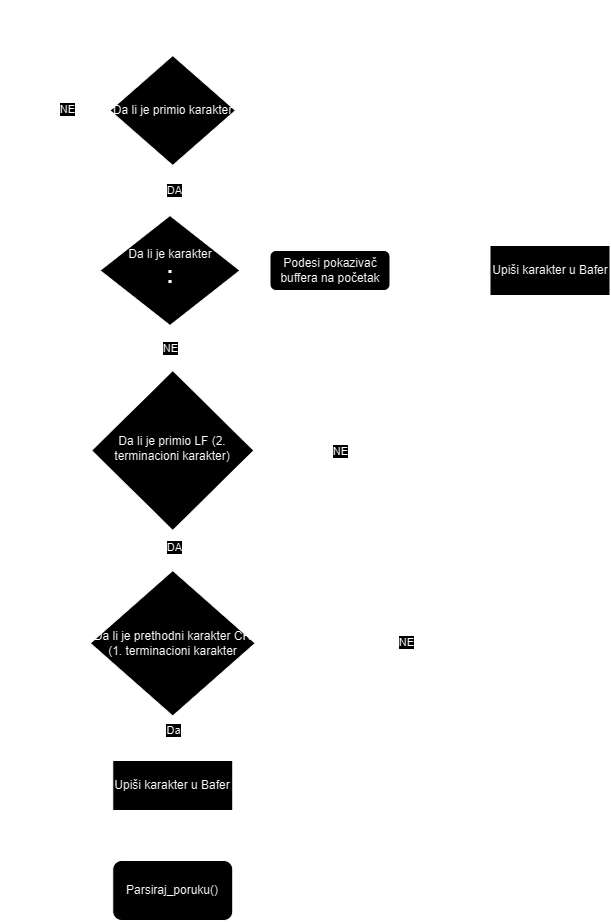 NE
Da li je primio karakter
DA
Da li je karakter
:
Podesi pokazivač
buffera na početak
Upiši karakter u Bafer
NE
Da li je primio LF (2.
terminacioni karakter)
NE
DA
Da li je prethodni karakter CR
(1. terminacioni karakter
NE
Da
Upiši karakter u Bafer
Parsiraj_poruku()